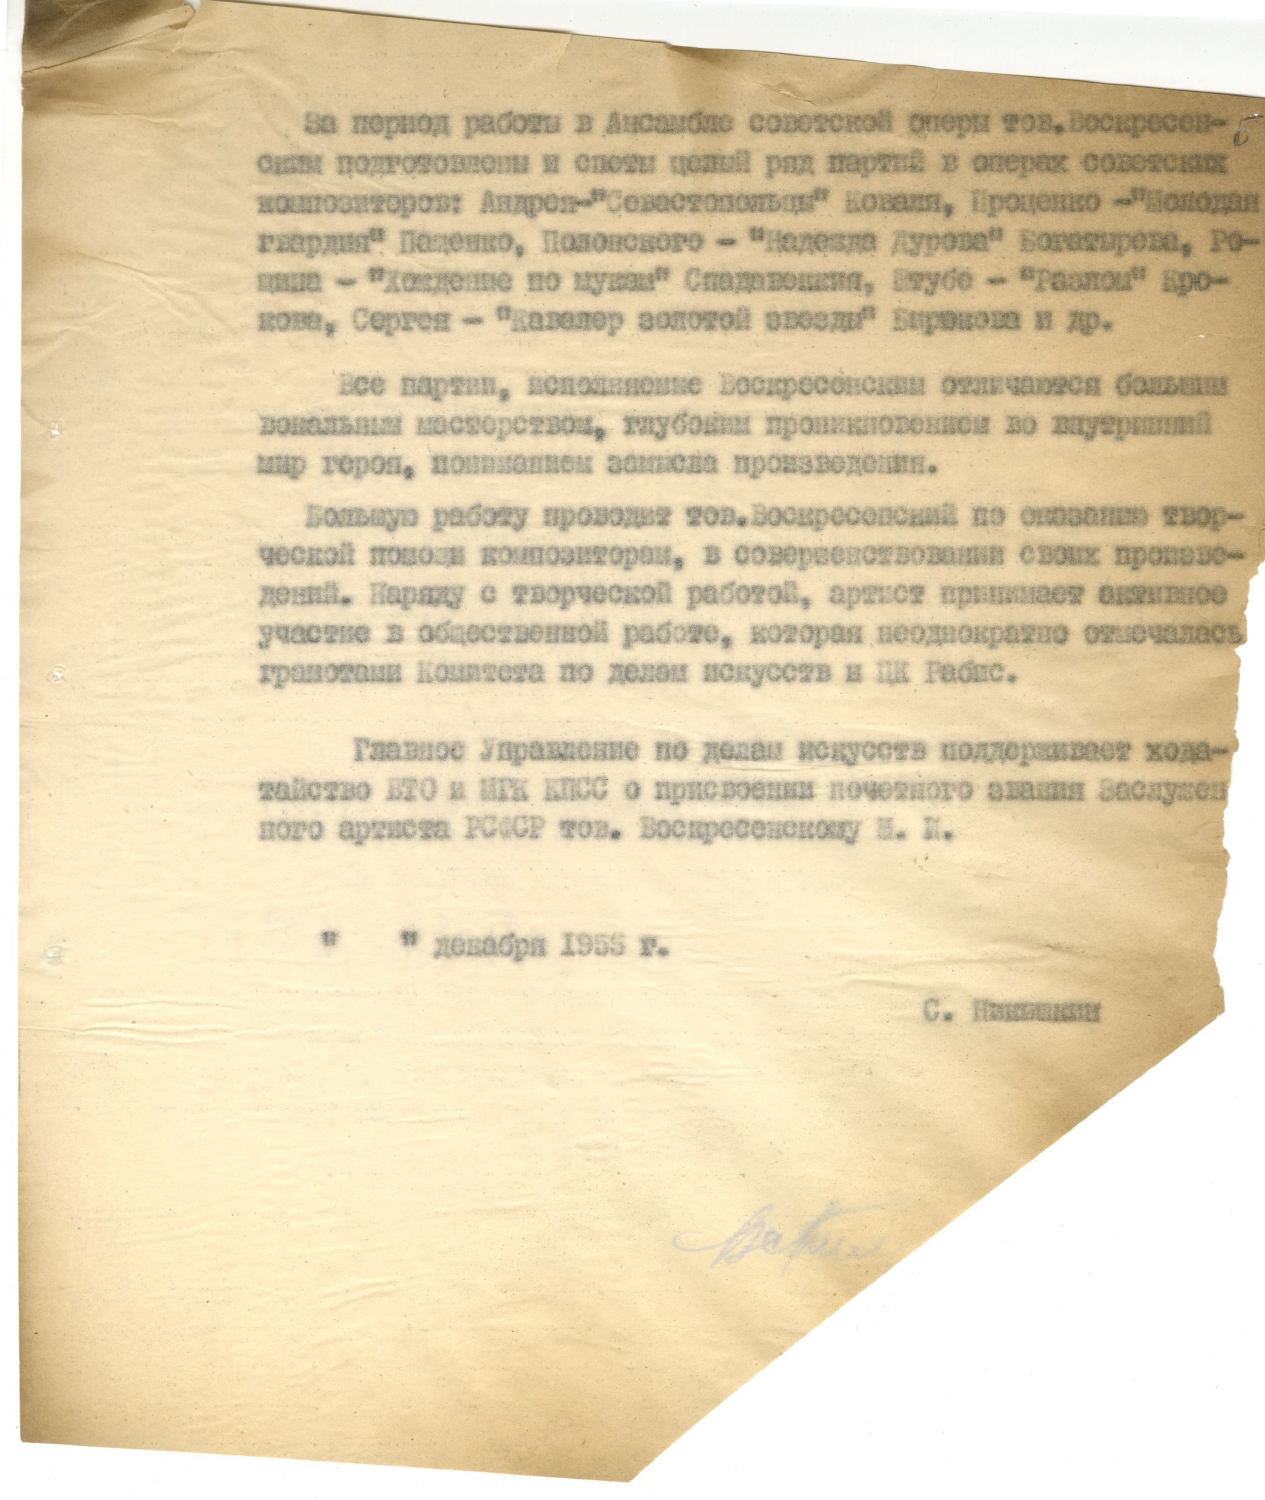 За период работы в Ансамбле советской оперы тов.Воскресен-
ским подготовлены и спеты целый ряд партий в операх советских
композиторов: Андрея-"Севастопольцы" Коваля, Проценко -"Молодая
гвардия" Пащенко, Полонского - "Надежда Дурова" Богатырева, Ро-
щина - "Хождение по мукам" Спадавеккиа, Штубе - "Разлом" Крю-
кова, Сергея - "Кавалер золотой звезды" Бирюкова и др.
Все партии, исполняемые Воскресенским отличаются большим
вокальным мастерством, глубоким проникновением во внутренний
мир героя, пониманием замысла произведения.
Большую работу проводит тов.Воскресенский по оказанию твор-
ческой помощи композиторам, в совершенствовании своих произве-
дений. Наряду с творческой работой, артист принимает активное
участие в общественной работе, которая неоднократно отмечалась
грамотами Комитета по делам искусств и ЦК Рабис.
Главное Управление по делам искусств поддерживает хода-
тайство ВТО и МГК КПСС о присвоении почетного звания Заслужен
ного артиста РСФСР тов. Воскресенскому М. И.
" " декабря 1955 г.
С.